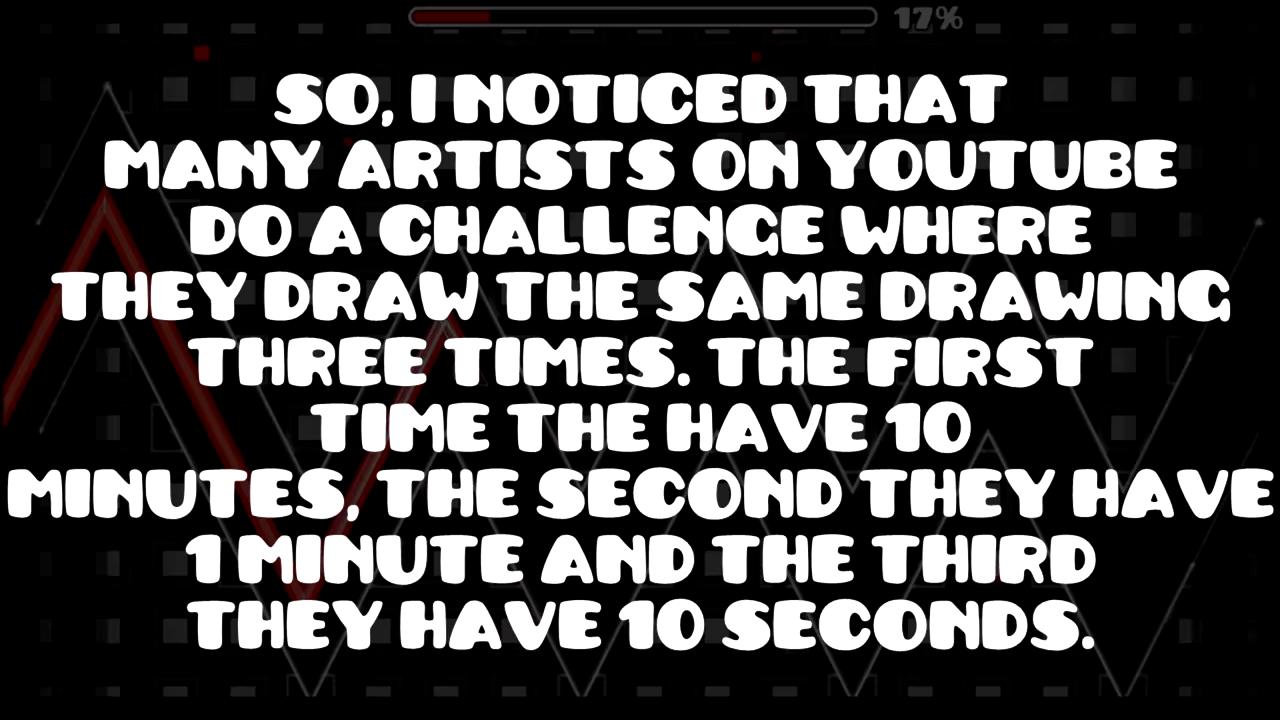 17%
SO, I NOTICED THAT
MANY ARTISTS ON YOUTUBE
DO A CHALLENGE WHERE
THEY DRAW THE SAME DRAWING
THREE TIMES. THE FIRST
TIME THE HAVE 10
MINUTES, THE SECOND THEY HAVE
1 MINUTE AND THE THIRD
THEY HAVE 10 SECONDS.